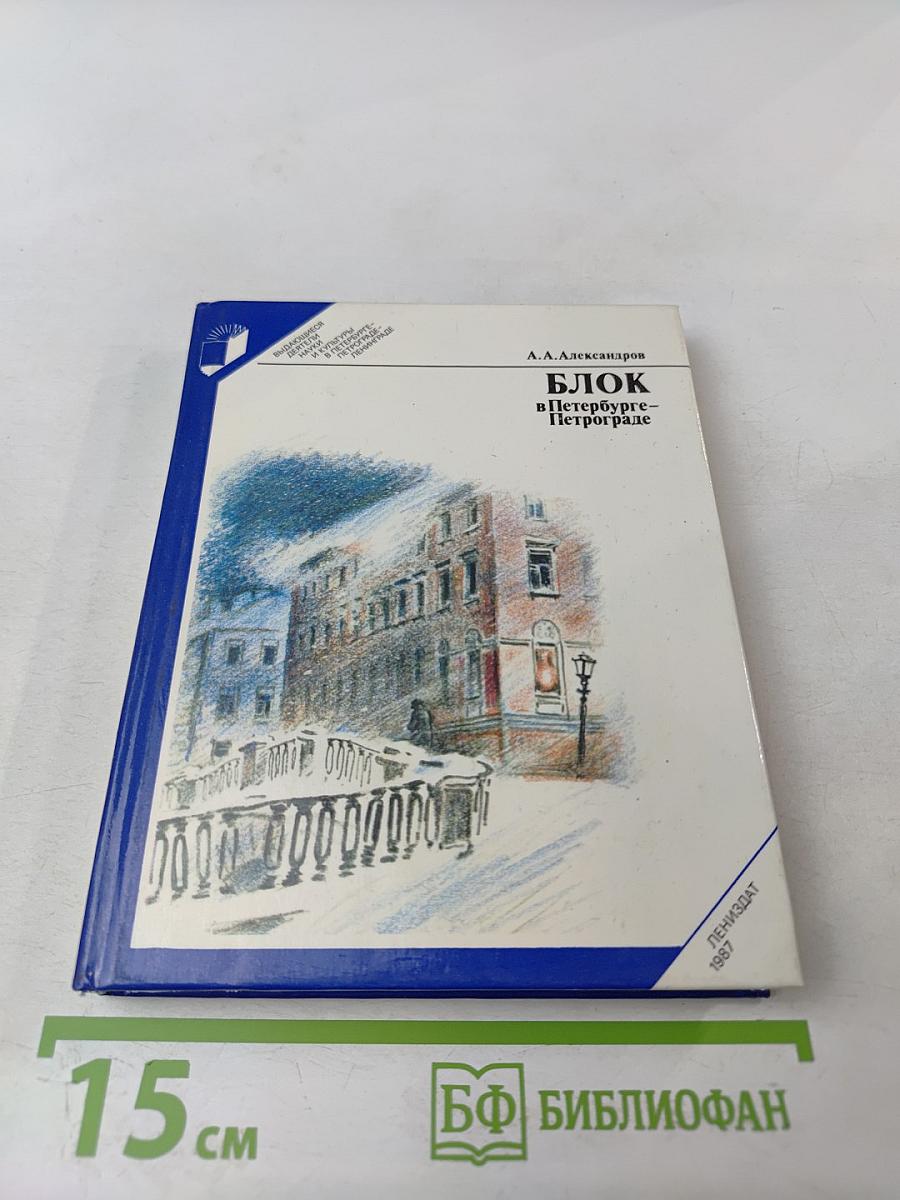 ВЫДАЮЩИЕСЯ
ДЕЯТЕЛИ
НАУКИ
И КУЛЬТУРЫ
В ПЕТЕРБУРГЕ–
ПЕТРОГРАДЕ–
ЛЕНИНГРАДЕ
А.А.Александров
БЛОК
в Петербурге–
Петрограде
ЛЕНИЗДАТ
1987
15 см
БФ БИБЛИОФАН